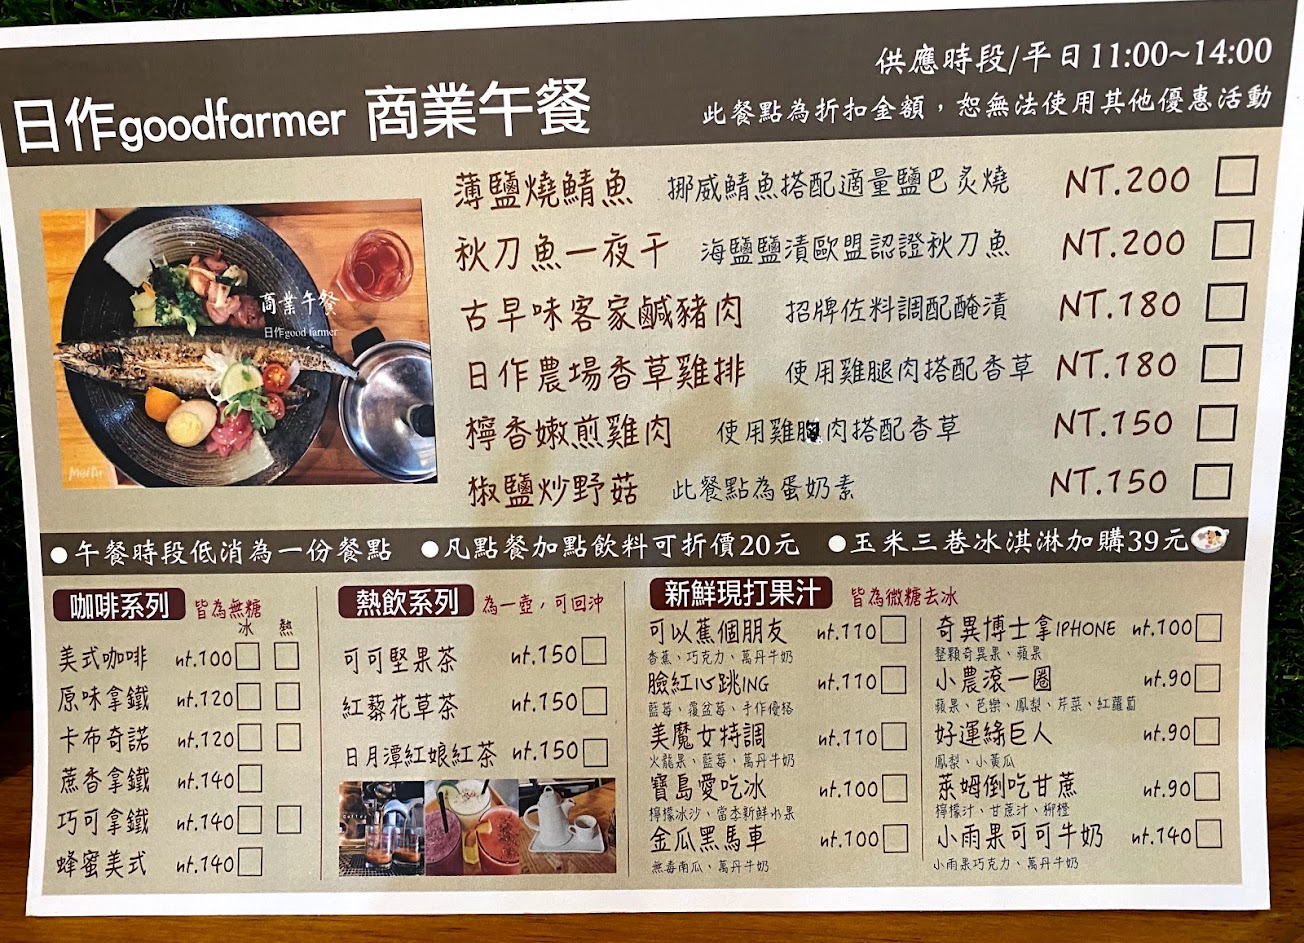 供應時段/平日11:00~14:00
日作goodfarmer 商業午餐
此餐點為折扣金額，恕無法使用其他優惠活動
薄鹽燒鯖魚 挪威鯖魚搭配適量鹽巴炙燒 NT.200
秋刀魚一夜干 海鹽鹽漬歐盟認證秋刀魚 NT.200
古早味客家鹹豬肉 招牌佐料調配醃漬 NT.180
日作農場香草雞排 使用雞腿肉搭配香草 NT.180
檸香嫩煎雞肉 使用雞胸肉搭配香草 NT.150
椒鹽炒野菇 此餐點為蛋奶素 NT.150
商業午餐
日作good farmer
Meitu
●午餐時段低消為一份餐點 ●凡點餐加點飲料可折價20元 ●玉米三巷冰淇淋加購39元
咖啡系列 皆為無糖
冰 熱
美式咖啡 nt.100
原味拿鐵 nt.120
卡布奇諾 nt.120
蔗香拿鐵 nt.140
巧可拿鐵 nt.140
蜂蜜美式 nt.140
熱飲系列 為一壺，可回沖
可可堅果茶 nt.150
紅藜花草茶 nt.150
日月潭紅娘紅茶 nt.150
新鮮現打果汁 皆為微糖去冰
可以蕉個朋友 nt.110
香蕉、巧克力、萬丹牛奶
臉紅心跳ING nt.110
藍莓、覆盆莓、手作優格
美魔女特調 nt.110
火龍果、藍莓、萬丹牛奶
寶島愛吃冰 nt.100
檸檬冰沙、當季新鮮水果
金瓜黑馬車 nt.100
無毒南瓜、萬丹牛奶
奇異博士拿IPHONE nt.100
整顆奇異果、蘋果
小農滾一圈 nt.90
蘋果、芭樂、鳳梨、芹菜、紅蘿蔔
好運綠巨人 nt.90
鳳梨、小黃瓜
萊姆倒吃甘蔗 nt.90
檸檬汁、甘蔗汁、柳橙
小雨果可可牛奶 nt.140
小雨果巧克力、萬丹牛奶